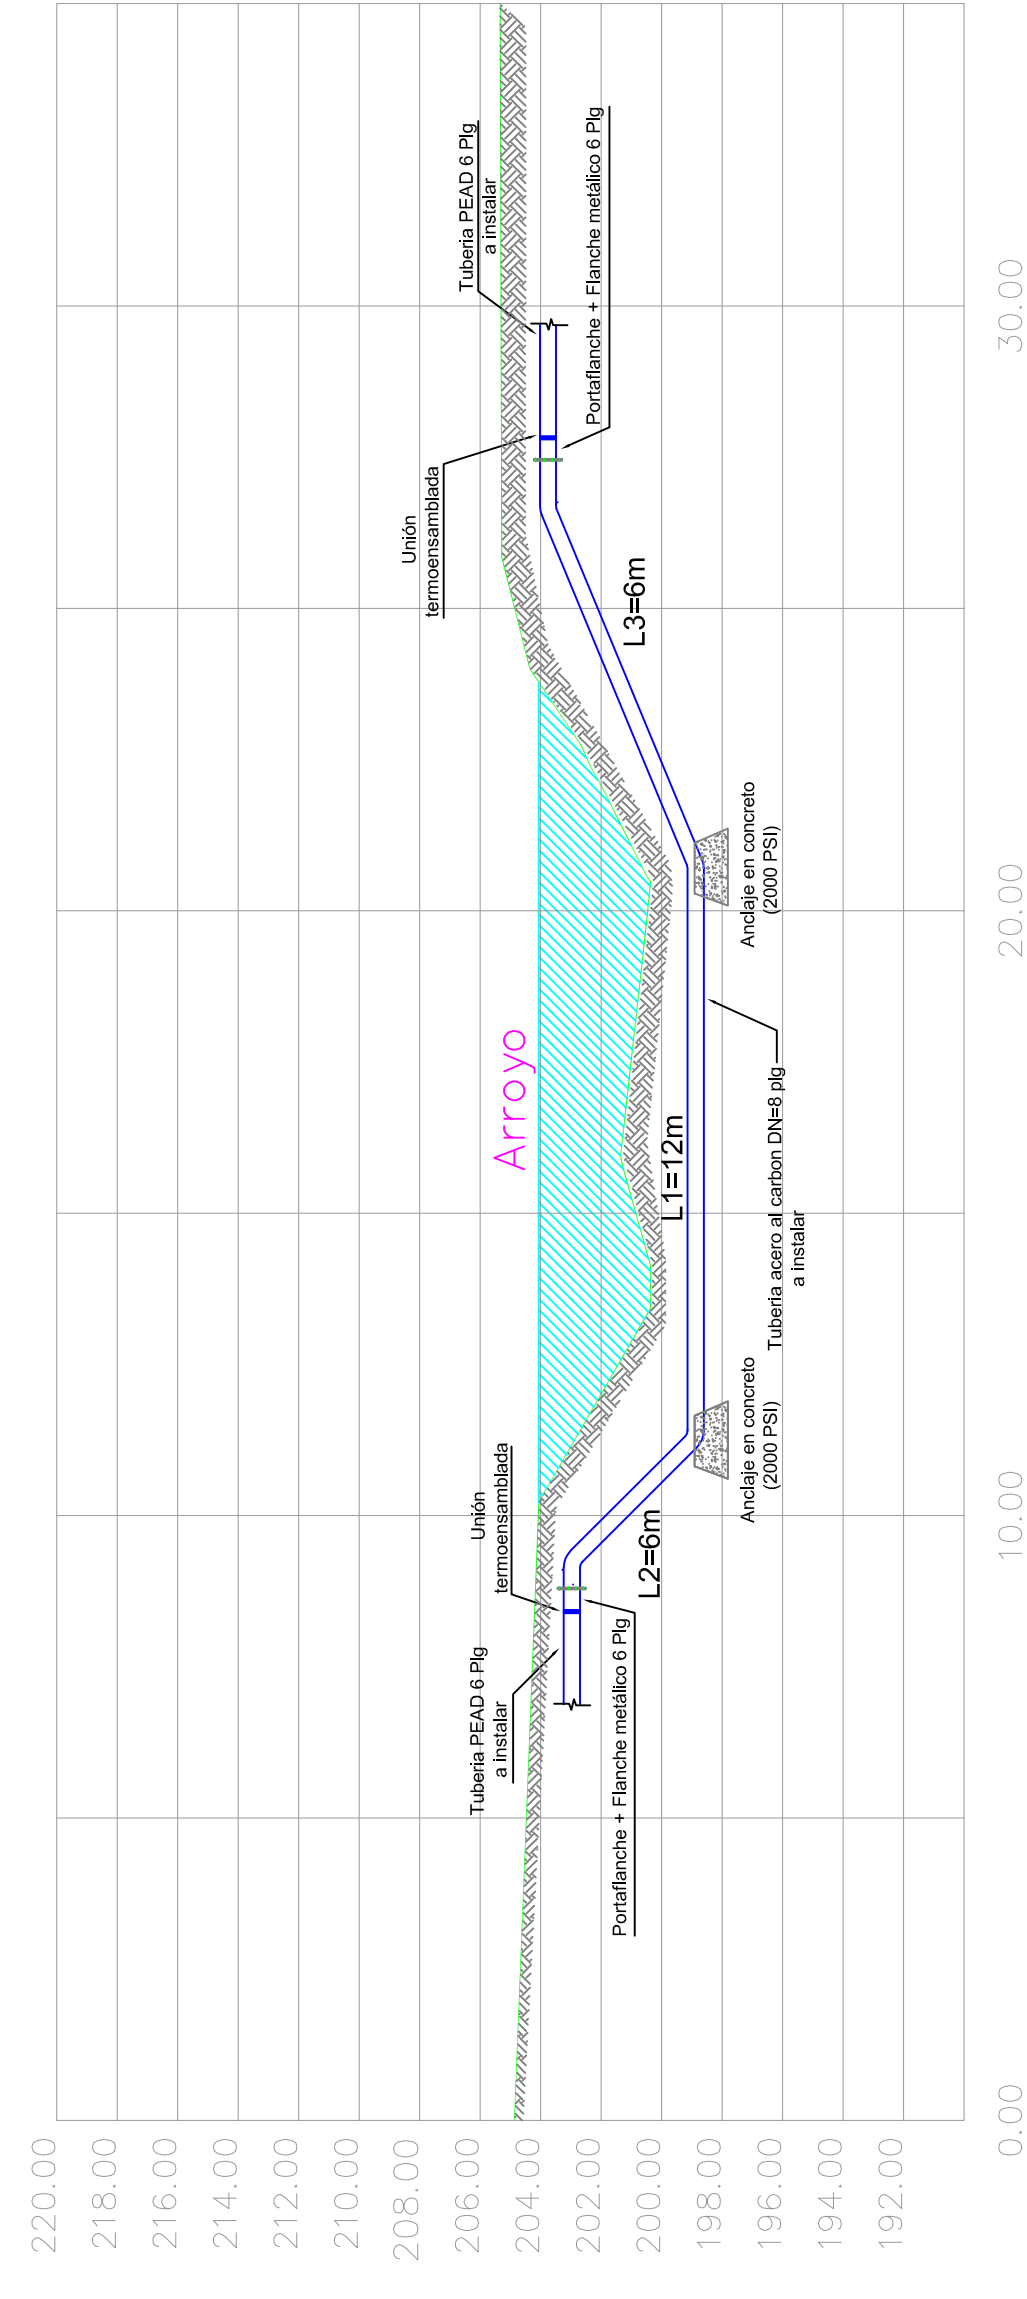 220.00
218.00
216.00
214.00
212.00
210.00
208.00
206.00
204.00
202.00
200.00
198.00
196.00
194.00
192.00
0.00
10.00
20.00
30.00
Tuberia PEAD 6 Plg
a instalar
Unión
termoensamblada
Portaflanche + Flanche metálico 6 Plg
L2=6m
Anclaje en concreto
(2000 PSI)
Arroyo
L1=12m
Tuberia acero al carbon DN=8 plg
a instalar
Anclaje en concreto
(2000 PSI)
L3=6m
Unión
termoensamblada
Tuberia PEAD 6 Plg
a instalar
Portaflanche + Flanche metálico 6 Plg